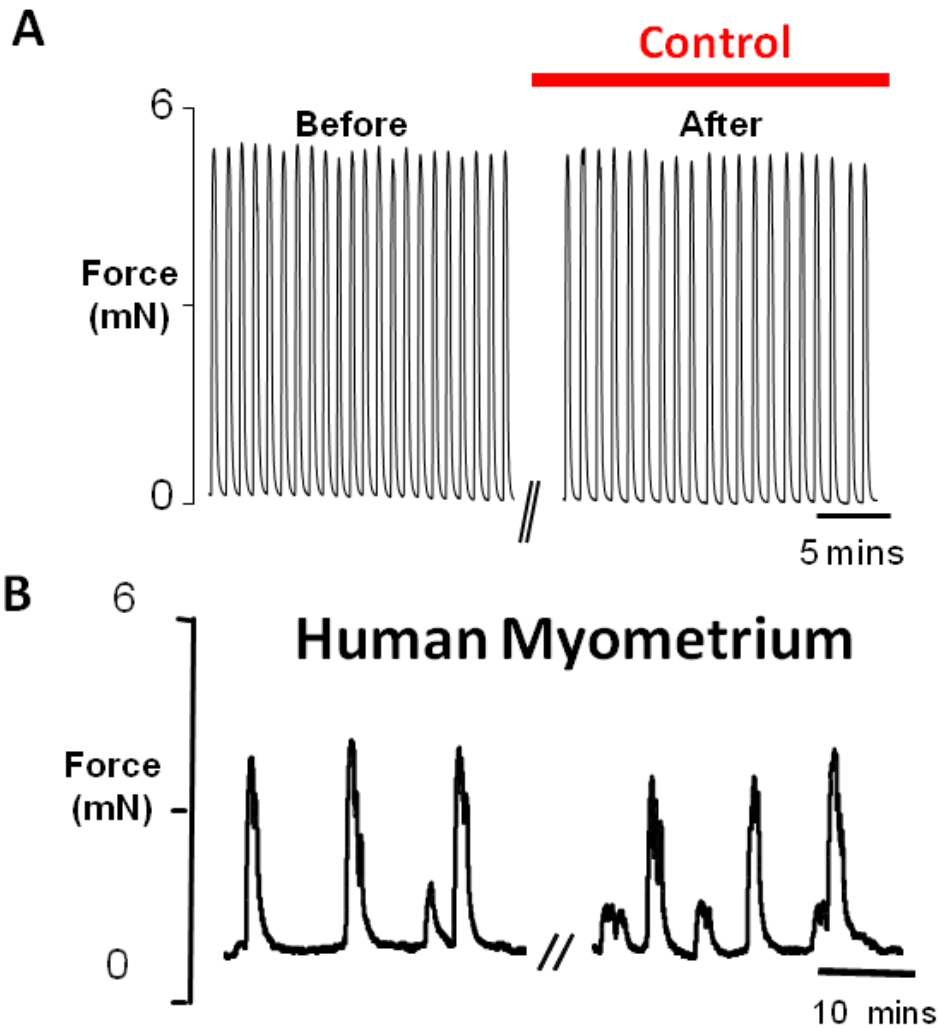 A
Control
6
Before
After
Force
(mN)
0
5 mins
B
6
Human Myometrium
Force
(mN)
0
10 mins